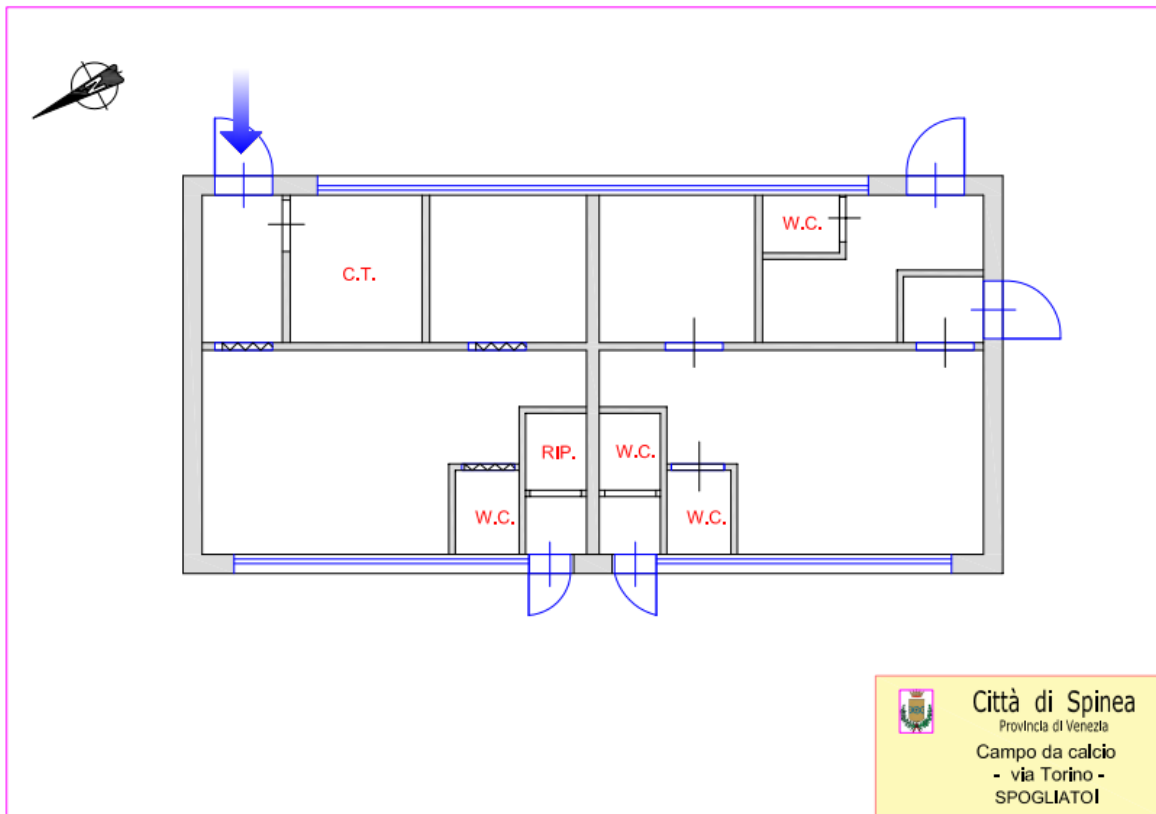 N
C.T.
W.C.
RIP.
W.C.
W.C.
W.C.
Città di Spinea
Provincia di Venezia
Campo da calcio
- via Torino -
SPOGLIATOI